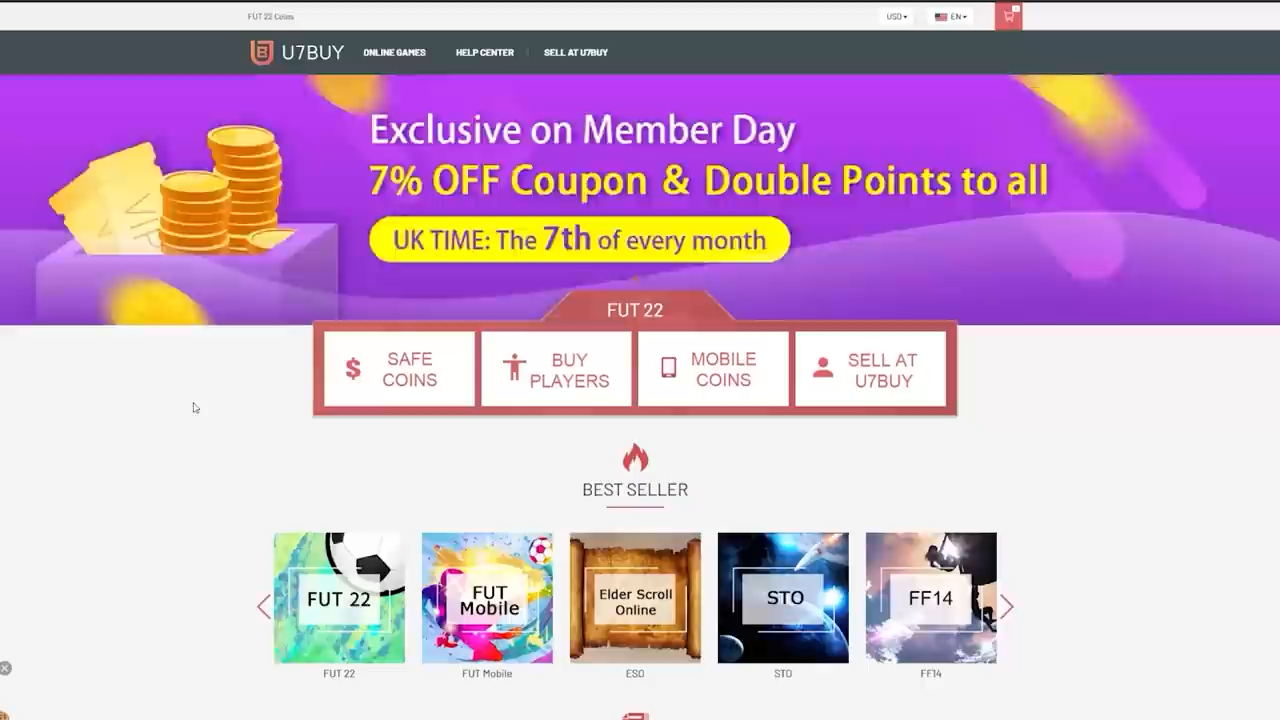 FUT 22 Coins
USD
EN
U7BUY
ONLINE GAMES
HELP CENTER
SELL AT U7BUY
Exclusive on Member Day
7% OFF Coupon & Double Points to all
UK TIME: The 7th of every month
FUT 22
SAFE
COINS
BUY
PLAYERS
MOBILE
COINS
SELL AT
U7BUY
BEST SELLER
FUT 22
FUT
Mobile
Elder Scroll
Online
STO
FF14
FUT 22
FUT Mobile
ESO
STO
FF14